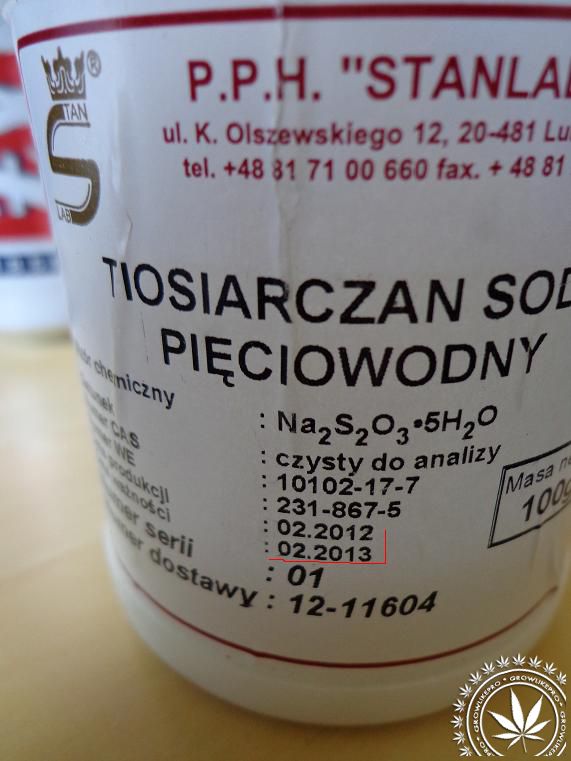 STAN
LAB
®
P.P.H. "STANLAB
ul. K. Olszewskiego 12, 20-481 Lu
tel. +48 81 71 00 660 fax. + 48 81
TIOSIARCZAN SOD
PIĘCIOWODNY
chemiczny : Na₂S₂O₃•5H₂O
: czysty do analizy
CAS : 10102-17-7
WE : 231-867-5
produkcji : 02.2012
ważności : 02.2013
serii : 01
dostawy : 12-11604
Masa
100g
GROWLIKEPRO